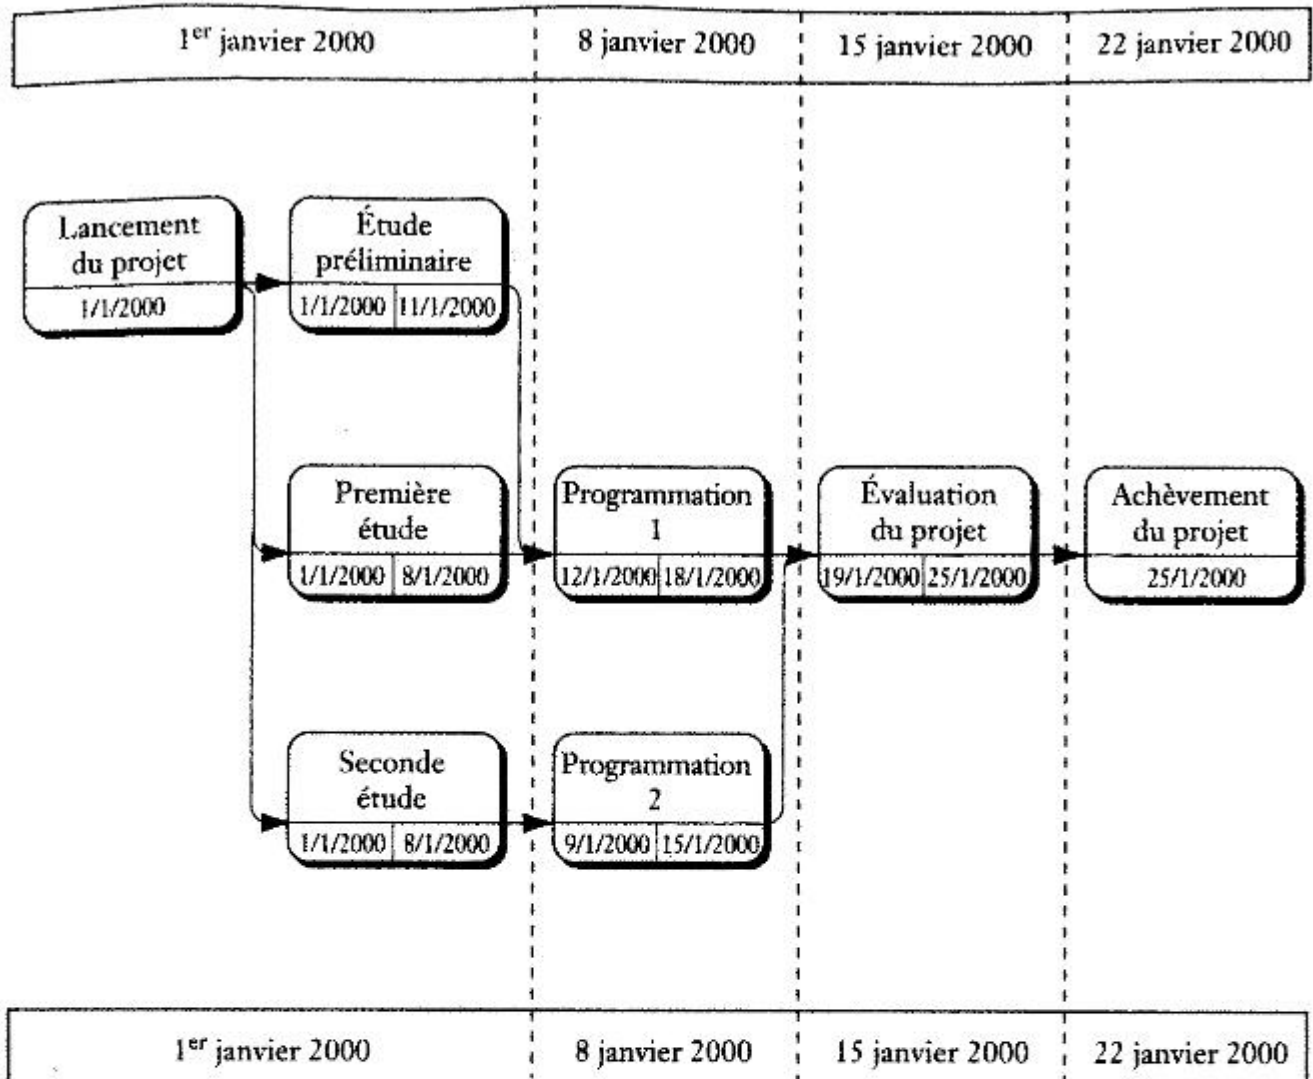 1er janvier 2000
8 janvier 2000
15 janvier 2000
22 janvier 2000
Lancement
du projet
1/1/2000
Étude
préliminaire
1/1/2000
11/1/2000
Première
étude
1/1/2000
8/1/2000
Programmation
1
12/1/2000
18/1/2000
Évaluation
du projet
19/1/2000
25/1/2000
Achèvement
du projet
25/1/2000
Seconde
étude
1/1/2000
8/1/2000
Programmation
2
9/1/2000
15/1/2000
1er janvier 2000
8 janvier 2000
15 janvier 2000
22 janvier 2000